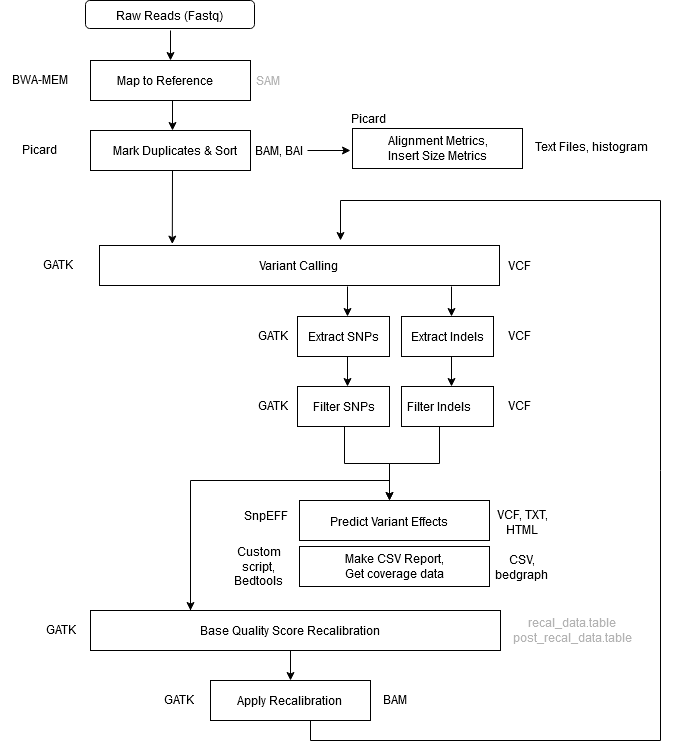 Raw Reads (Fastq)
BWA-MEM
Map to Reference
SAM
Picard
Mark Duplicates & Sort
BAM, BAI
Picard
Alignment Metrics,
Insert Size Metrics
Text Files, histogram
GATK
Variant Calling
VCF
GATK
Extract SNPs
Extract Indels
VCF
GATK
Filter SNPs
Filter Indels
VCF
SnpEFF
Predict Variant Effects
VCF, TXT,
HTML
Custom
script,
Bedtools
Make CSV Report,
Get coverage data
CSV,
bedgraph
GATK
Base Quality Score Recalibration
recal_data.table
post_recal_data.table
GATK
Apply Recalibration
BAM